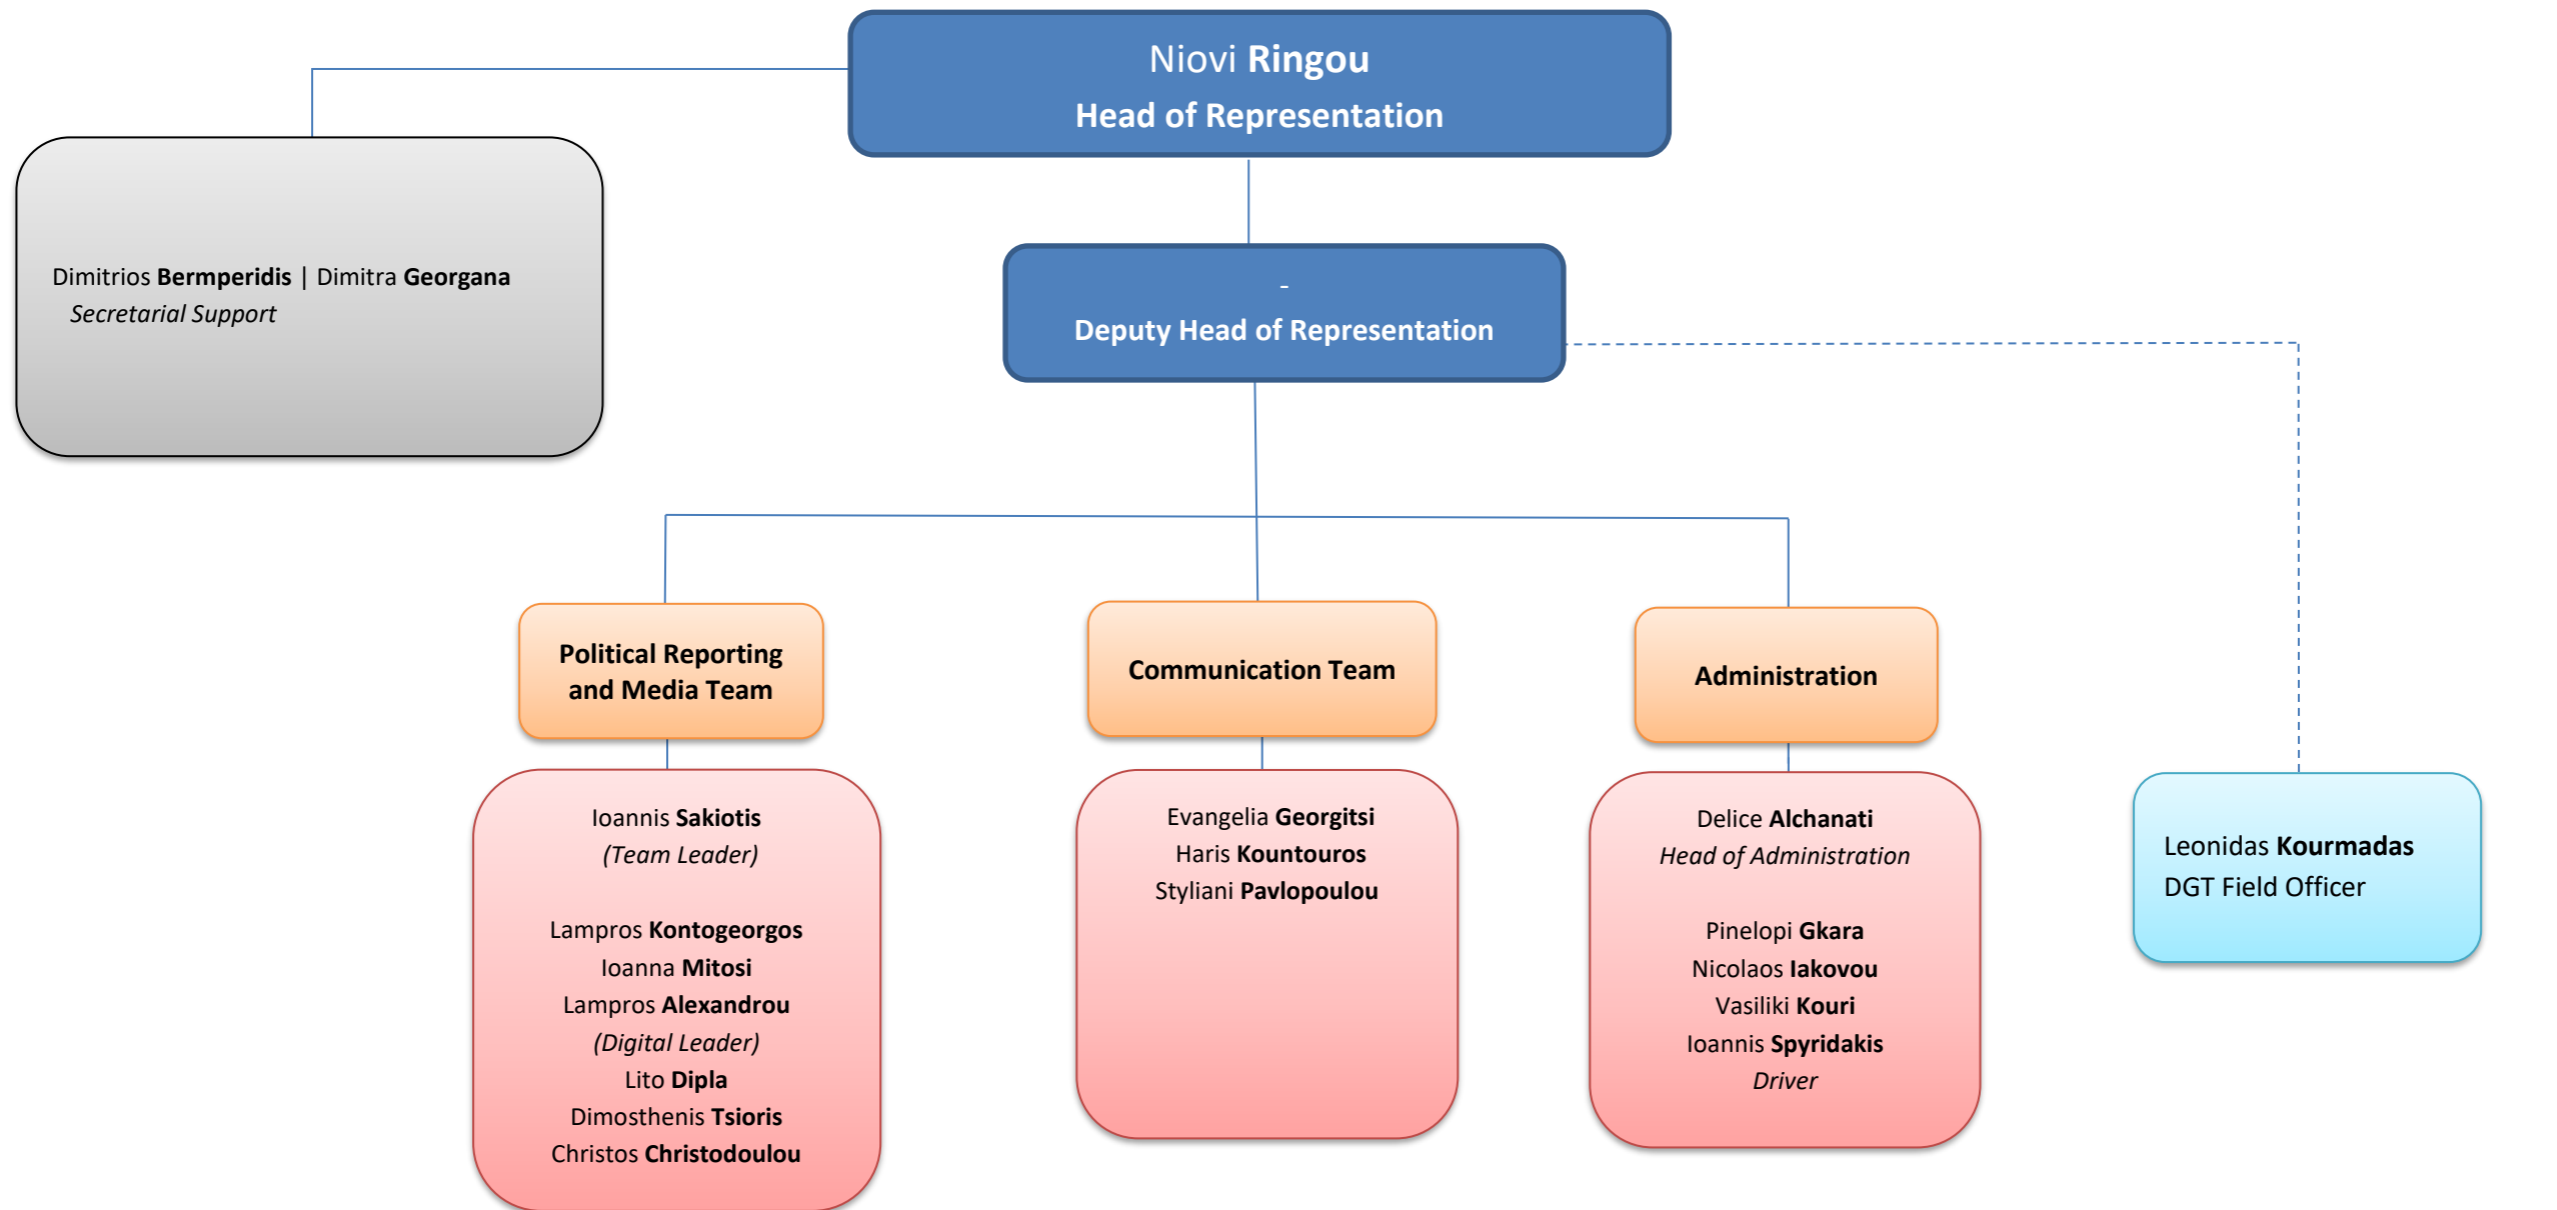 Niovi Ringou
Head of Representation
Dimitrios Bermperidis | Dimitra Georgana
Secretarial Support
-
Deputy Head of Representation
Political Reporting
and Media Team
Communication Team
Administration
Ioannis Sakiotis
(Team Leader)
Lampros Kontogeorgos
Ioanna Mitosi
Lampros Alexandrou
(Digital Leader)
Lito Dipla
Dimosthenis Tsioris
Christos Christodoulou
Evangelia Georgitsi
Haris Kountouros
Styliani Pavlopoulou
Delice Alchanati
Head of Administration
Pinelopi Gkara
Nicolaos Iakovou
Vasiliki Kouri
Ioannis Spyridakis
Driver
Leonidas Kourmadas
DGT Field Officer